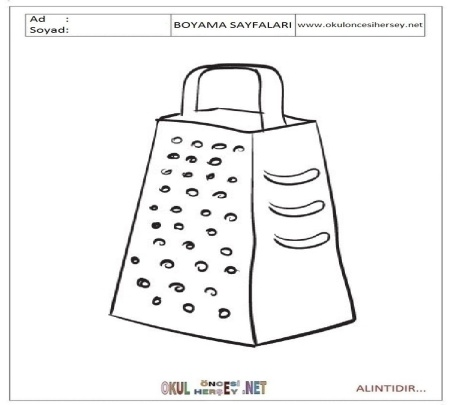 Ad :
Soyad:
BOYAMA SAYFALARI
www.okuloncesihersey.net
OKUL ÖNCESİ HERŞEY .NET
ALINTIDIR...